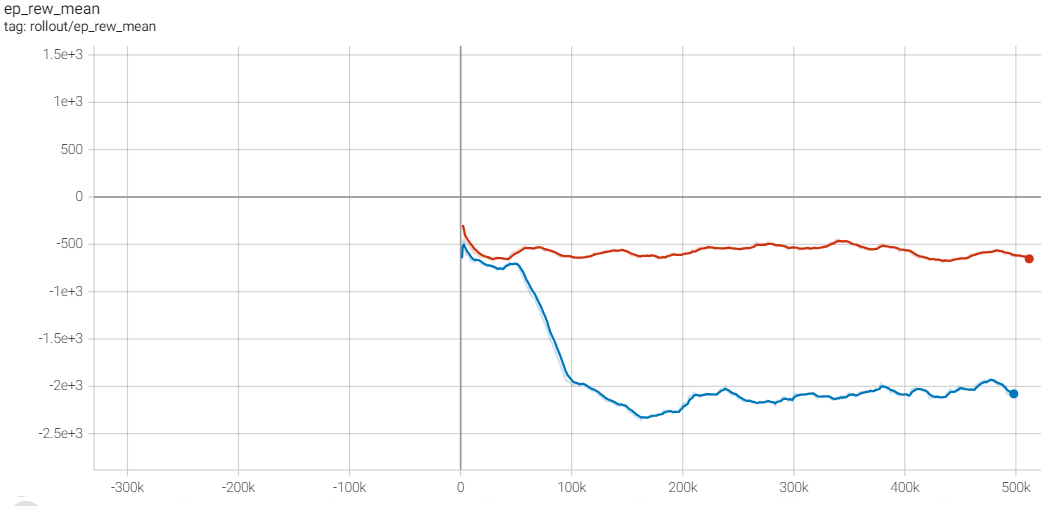 ep_rew_mean
tag: rollout/ep_rew_mean
1.5e+3
1e+3
500
0
-500
-1e+3
-1.5e+3
-2e+3
-2.5e+3
-300k -200k -100k 0 100k 200k 300k 400k 500k